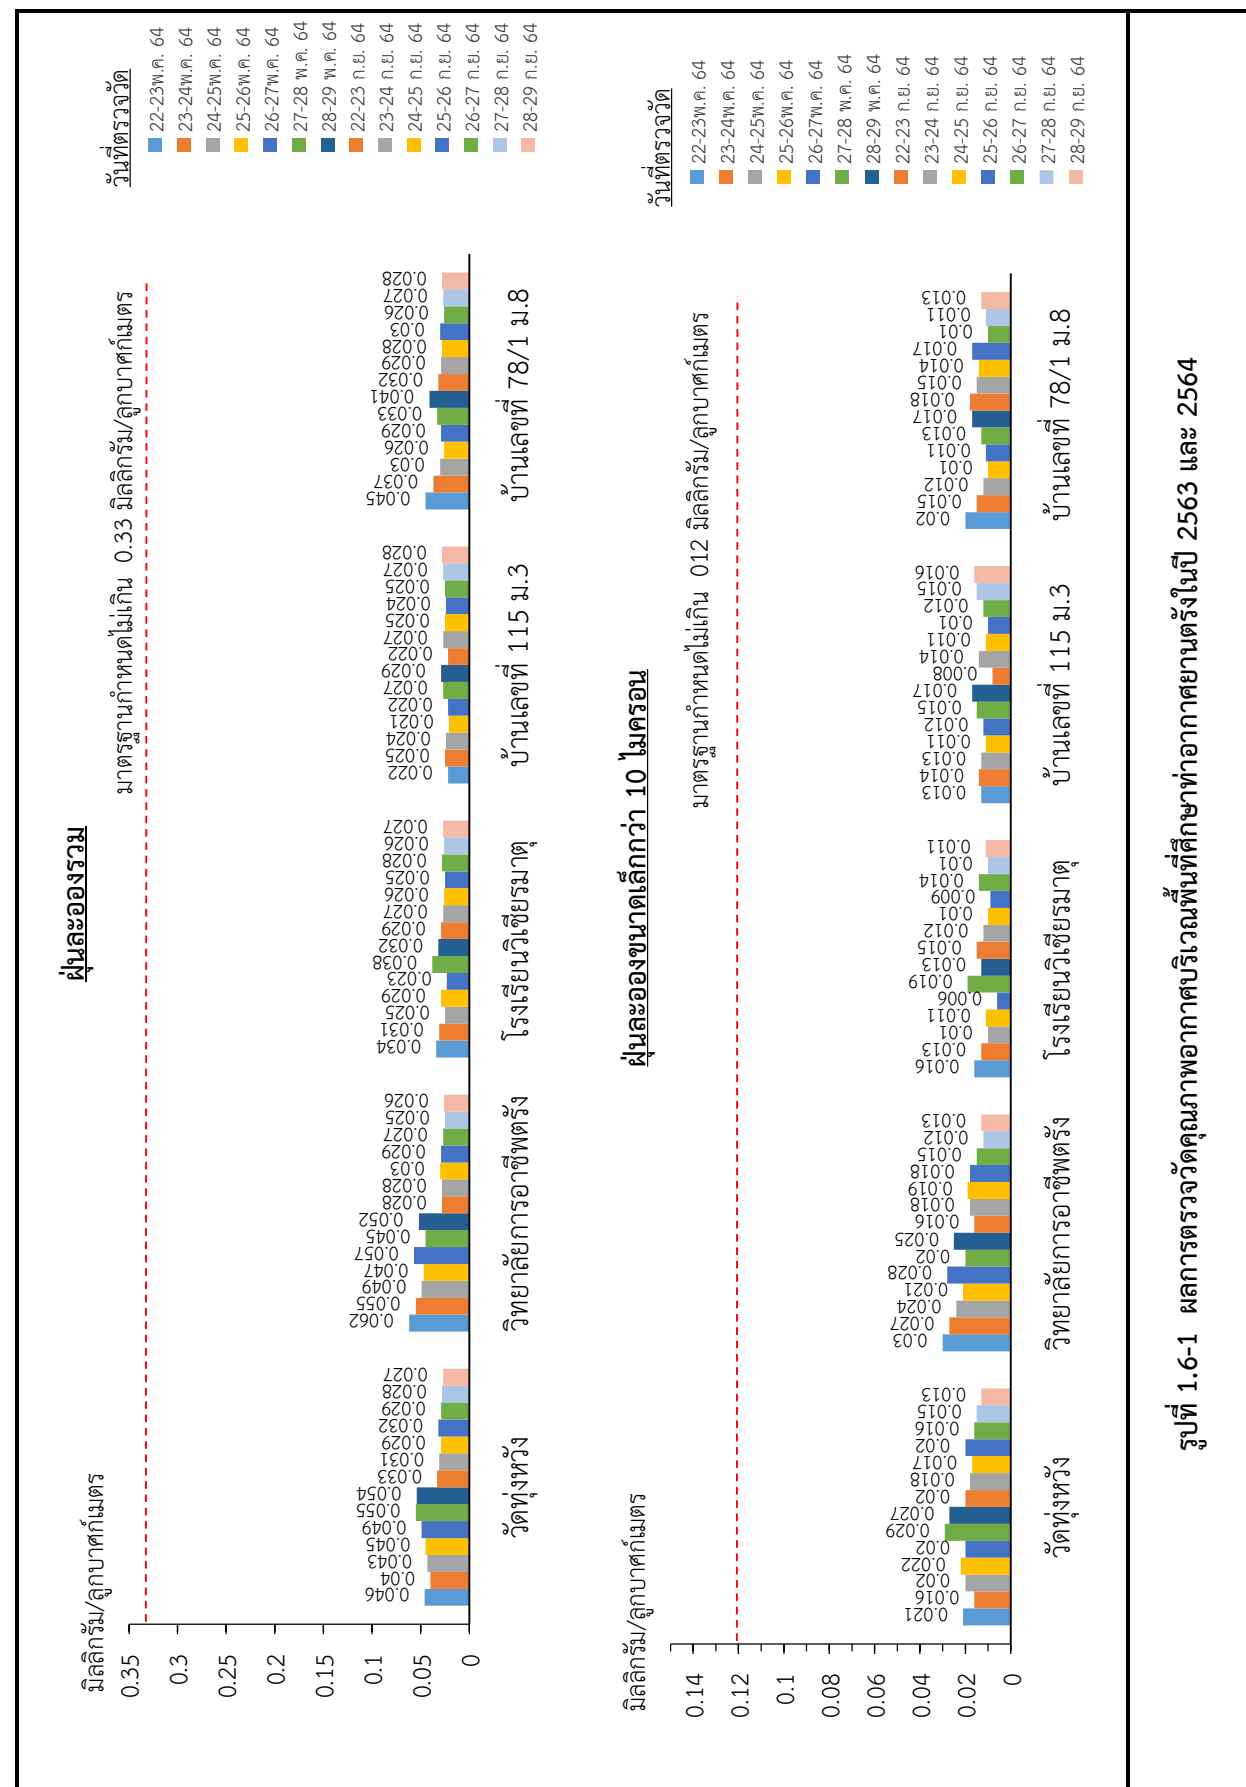 ฝุ่นละอองรวม
มิลลิกรัม/ลูกบาศก์เมตร
มาตรฐานกำหนดไม่เกิน 0.33 มิลลิกรัม/ลูกบาศก์เมตร
0.35
0.3
0.25
0.2
0.15
0.1
0.05
0
0.046 0.04 0.043 0.045 0.049 0.055 0.054 0.033 0.031 0.029 0.032 0.029 0.028 0.027
0.062 0.055 0.049 0.047 0.057 0.045 0.052 0.028 0.028 0.03 0.029 0.027 0.025 0.026
0.034 0.031 0.025 0.029 0.023 0.038 0.032 0.029 0.027 0.026 0.025 0.028 0.026 0.027
0.022 0.025 0.024 0.021 0.022 0.027 0.029 0.022 0.027 0.025 0.024 0.025 0.027 0.028
0.045 0.037 0.03 0.026 0.029 0.033 0.041 0.032 0.029 0.028 0.03 0.026 0.027 0.028
วัดทุ่งหวัง วิทยาลัยการอาชีพตรัง โรงเรียนวิเชียรมาตุ บ้านเลขที่ 115 ม.3 บ้านเลขที่ 78/1 ม.8
วันที่ตรวจวัด
22-23พ.ค. 64
23-24พ.ค. 64
24-25พ.ค. 64
25-26พ.ค. 64
26-27พ.ค. 64
27-28 พ.ค. 64
28-29 พ.ค. 64
22-23 ก.ย. 64
23-24 ก.ย. 64
24-25 ก.ย. 64
25-26 ก.ย. 64
26-27 ก.ย. 64
27-28 ก.ย. 64
28-29 ก.ย. 64
ฝุ่นละอองขนาดเล็กกว่า 10 ไมครอน
มิลลิกรัม/ลูกบาศก์เมตร
มาตรฐานกำหนดไม่เกิน 012 มิลลิกรัม/ลูกบาศก์เมตร
0.14
0.12
0.1
0.08
0.06
0.04
0.02
0
0.021 0.016 0.02 0.022 0.02 0.029 0.027 0.02 0.018 0.017 0.02 0.016 0.015 0.013
0.03 0.027 0.024 0.021 0.028 0.02 0.025 0.016 0.018 0.019 0.018 0.015 0.012 0.013
0.016 0.013 0.01 0.011 0.006 0.019 0.013 0.015 0.012 0.01 0.009 0.014 0.01 0.011
0.013 0.014 0.013 0.011 0.012 0.015 0.017 0.008 0.014 0.011 0.01 0.012 0.015 0.016
0.02 0.015 0.012 0.01 0.011 0.013 0.017 0.018 0.015 0.014 0.017 0.01 0.011 0.013
วัดทุ่งหวัง วิทยาลัยการอาชีพตรัง โรงเรียนวิเชียรมาตุ บ้านเลขที่ 115 ม.3 บ้านเลขที่ 78/1 ม.8
วันที่ตรวจวัด
22-23พ.ค. 64
23-24พ.ค. 64
24-25พ.ค. 64
25-26พ.ค. 64
26-27พ.ค. 64
27-28 พ.ค. 64
28-29 พ.ค. 64
22-23 ก.ย. 64
23-24 ก.ย. 64
24-25 ก.ย. 64
25-26 ก.ย. 64
26-27 ก.ย. 64
27-28 ก.ย. 64
28-29 ก.ย. 64
รูปที่ 1.6-1 ผลการตรวจวัดคุณภาพอากาศบริเวณพื้นที่ศึกษาท่าอากาศยานตรังในปี 2563 และ 2564